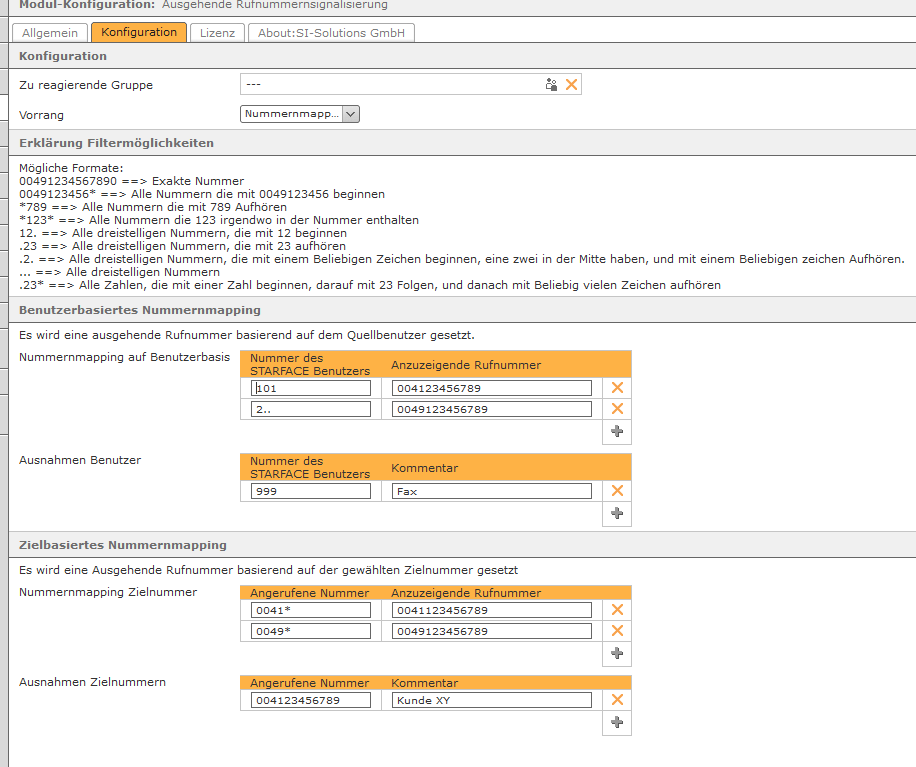 Modul-Konfiguration: Ausgehende Rufnummernsignalisierung
Allgemein Konfiguration Lizenz About:SI-Solutions GmbH
Konfiguration
Zu reagierende Gruppe ---
Vorrang Nummernmapp...
Erklärung Filtermöglichkeiten
Mögliche Formate:
00491234567890 ==> Exakte Nummer
0049123456* ==> Alle Nummern die mit 0049123456 beginnen
*789 ==> Alle Nummern die mit 789 Aufhören
*123* ==> Alle Nummern die 123 irgendwo in der Nummer enthalten
12. ==> Alle dreistelligen Nummern, die mit 12 beginnen
.23 ==> Alle dreistelligen Nummern, die mit 23 aufhören
.2. ==> Alle dreistelligen Nummern, die mit einem Beliebigen Zeichen beginnen, eine zwei in der Mitte haben, und mit einem Beliebigen zeichen Aufhören.
... ==> Alle dreistelligen Nummern
.23* ==> Alle Zahlen, die mit einer Zahl beginnen, darauf mit 23 Folgen, und danach mit Beliebig vielen Zeichen aufhören
Benutzerbasiertes Nummernmapping
Es wird eine ausgehende Rufnummer basierend auf dem Quellbenutzer gesetzt.
Nummernmapping auf Benutzerbasis
Nummer des
STARFACE Benutzers
Anzuzeigende Rufnummer
101 004123456789
2.. 0049123456789
Ausnahmen Benutzer
Nummer des
STARFACE Benutzers
Kommentar
999 Fax
Zielbasiertes Nummernmapping
Es wird eine Ausgehende Rufnummer basierend auf der gewählten Zielnummer gesetzt
Nummernmapping Zielnummer Angerufene Nummer Anzuzeigende Rufnummer
0041* 0041123456789
0049* 0049123456789
Ausnahmen Zielnummern Angerufene Nummer Kommentar
004123456789 Kunde XY